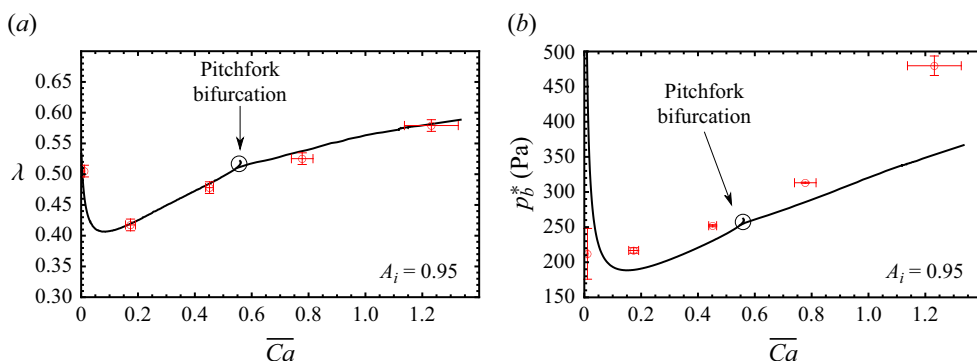 (a)
Pitchfork
bifurcation
λ
0.65
0.60
0.55
0.50
0.45
0.40
0.35
0.30
0 0.2 0.4 0.6 0.8 1.0 1.2
A_i = 0.95
\overline{Ca}
(b)
Pitchfork
bifurcation
p_b^* (Pa)
500
450
400
350
300
250
200
150
100
0 0.2 0.4 0.6 0.8 1.0 1.2
A_i = 0.95
\overline{Ca}